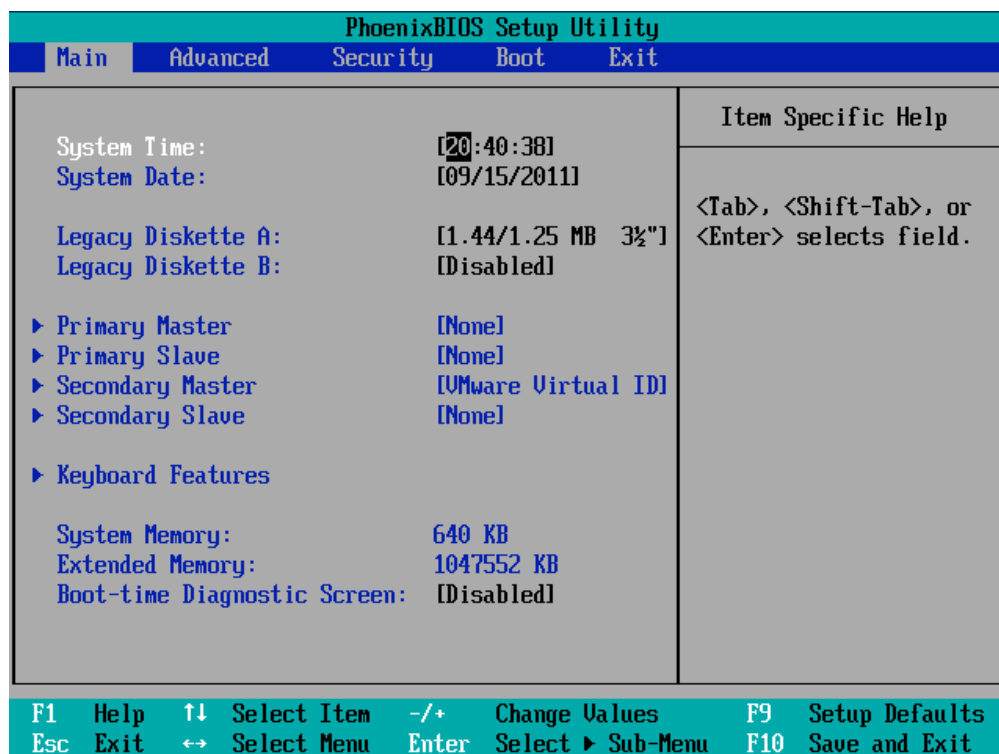 PhoenixBIOS Setup Utility
Main Advanced Security Boot Exit
Item Specific Help
System Time: [20:40:38]
System Date: [09/15/2011]
<Tab>, <Shift-Tab>, or
<Enter> selects field.
Legacy Diskette A: [1.44/1.25 MB 3½"]
Legacy Diskette B: [Disabled]
▶ Primary Master [None]
▶ Primary Slave [None]
▶ Secondary Master [VMware Virtual ID]
▶ Secondary Slave [None]
▶ Keyboard Features
System Memory: 640 KB
Extended Memory: 1047552 KB
Boot-time Diagnostic Screen: [Disabled]
F1 Help ↑↓ Select Item -/+ Change Values F9 Setup Defaults
Esc Exit ↔ Select Menu Enter Select ▶ Sub-Menu F10 Save and Exit